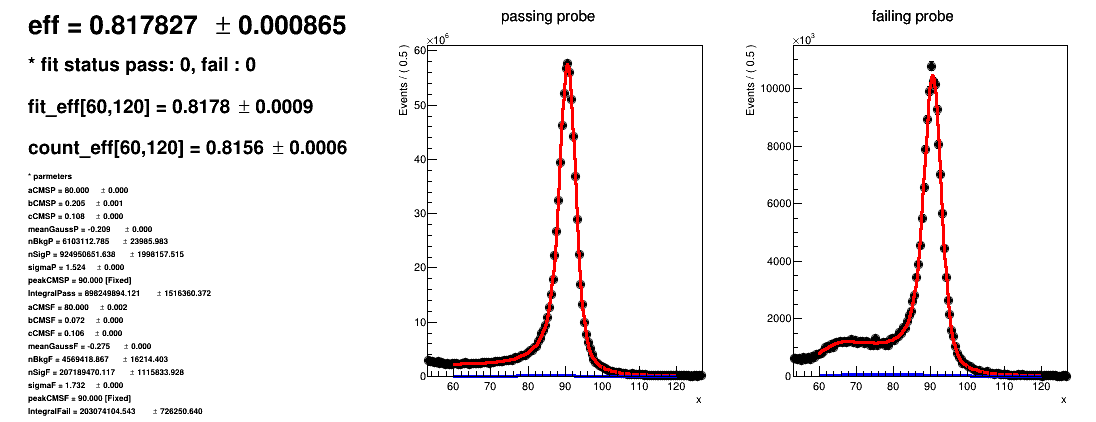 eff = 0.817827 ± 0.000865
* fit status pass: 0, fail : 0
fit_eff[60,120] = 0.8178 ± 0.0009
count_eff[60,120] = 0.8156 ± 0.0006
* parmeters
aCMSP = 80.000 ± 0.000
bCMSP = 0.205 ± 0.001
cCMSP = 0.108 ± 0.000
meanGaussP = -0.209 ± 0.000
nBkgP = 6103112.785 ± 23985.983
nSigP = 924950651.638 ± 1998157.515
sigmaP = 1.524 ± 0.000
peakCMSP = 90.000 [Fixed]
IntegralPass = 898249894.121 ± 1516360.372
aCMSF = 80.000 ± 0.002
bCMSF = 0.072 ± 0.000
cCMSF = 0.106 ± 0.000
meanGaussF = -0.275 ± 0.000
nBkgF = 4569418.867 ± 16214.403
nSigF = 207189470.117 ± 1115833.928
sigmaF = 1.732 ± 0.000
peakCMSF = 90.000 [Fixed]
IntegralFail = 203074104.543 ± 726250.640
passing probe
×10⁶
Events / ( 0.5 )
60
50
40
30
20
10
0
60 70 80 90 100 110 120
x
failing probe
×10³
Events / ( 0.5 )
10000
8000
6000
4000
2000
0
60 70 80 90 100 110 120
x